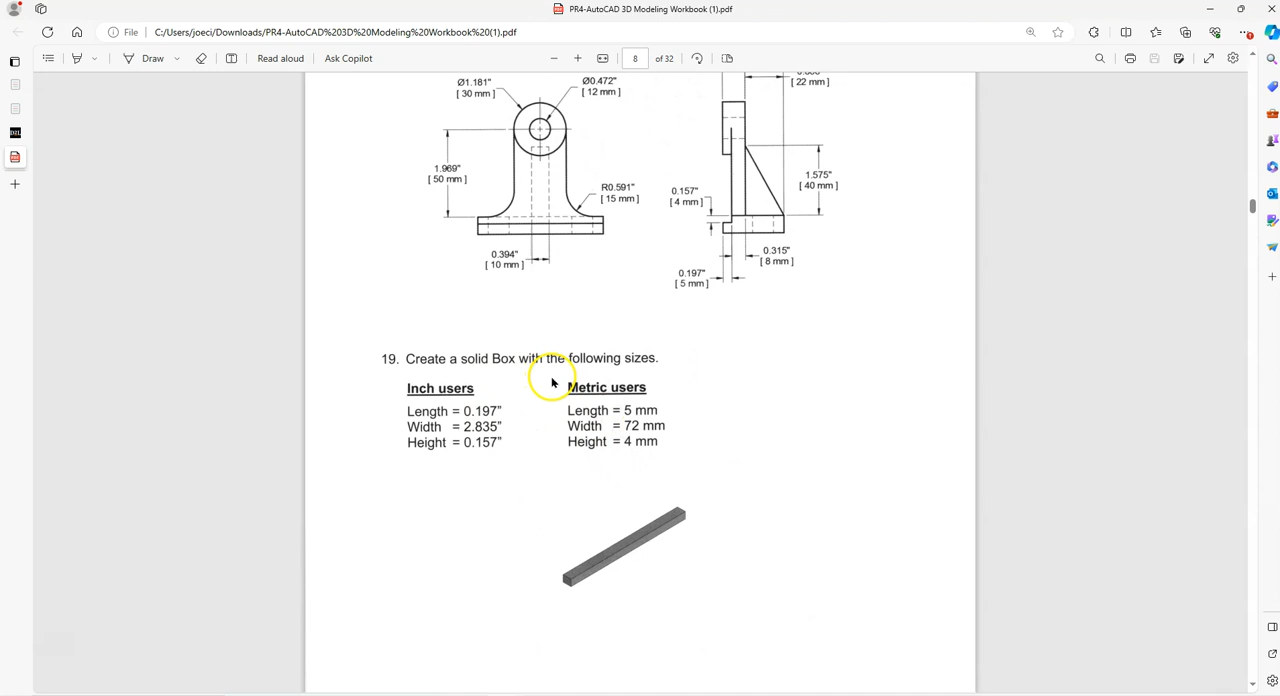 PR4-AutoCAD 3D Modeling Workbook (1).pdf
File
C:/Users/joeci/Downloads/PR4-AutoCAD%203D%20Modeling%20Workbook%20(1).pdf
Draw
Read aloud
Ask Copilot
8
of 32
Ø1.181"
[ 30 mm ]
Ø0.472"
[ 12 mm ]
[ 22 mm ]
1.969"
[ 50 mm ]
R0.591"
[ 15 mm ]
0.394"
[ 10 mm ]
0.157"
[ 4 mm ]
1.575"
[ 40 mm ]
0.315"
[ 8 mm ]
0.197"
[ 5 mm ]
19. Create a solid Box with the following sizes.
Inch users
Length = 0.197”
Width = 2.835”
Height = 0.157”
Metric users
Length = 5 mm
Width = 72 mm
Height = 4 mm